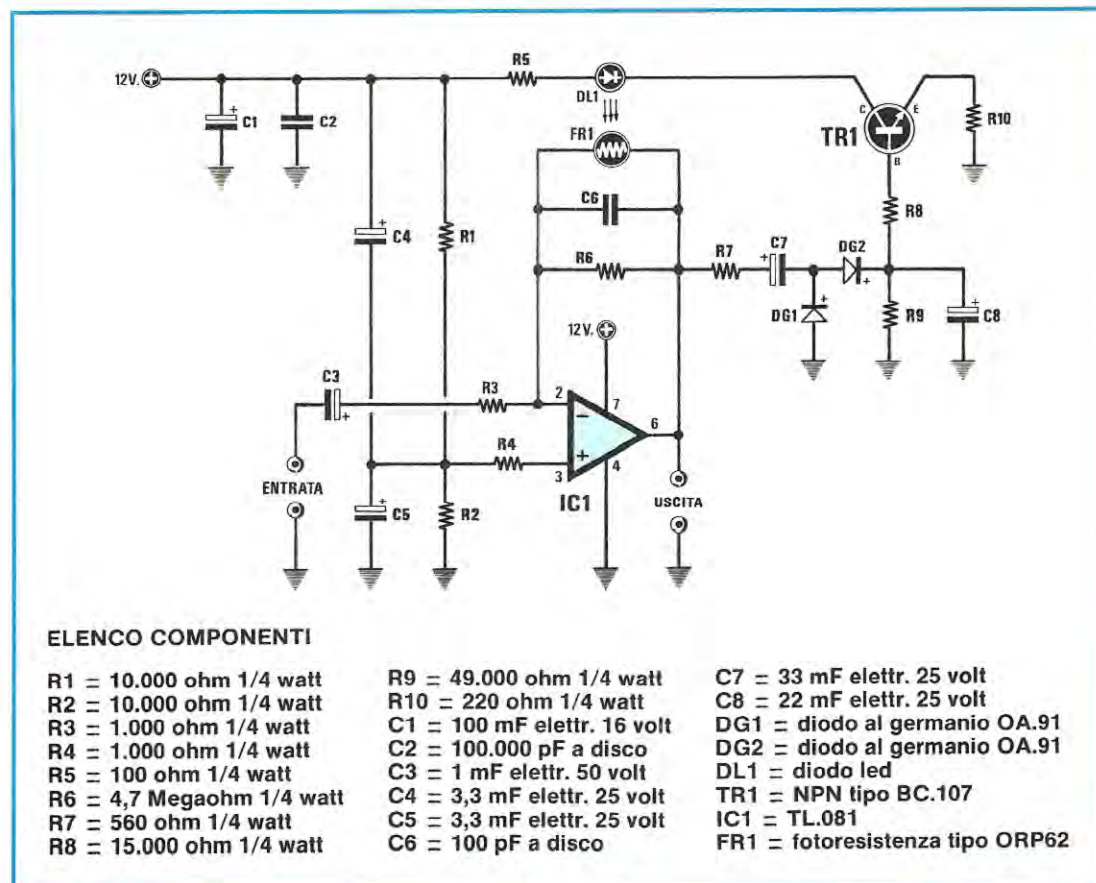 R5
12V.
DL1
C1
C2
FR1
C
E
TR1
B
R10
C6
R8
C4
R1
R6
R7
C7
DG2
DG1
R9
C8
12V.
C3
R3
2
7
6
R4
3
4
ENTRATA
C5
R2
IC1
USCITA
ELENCO COMPONENTI
R1 = 10.000 ohm 1/4 watt
R2 = 10.000 ohm 1/4 watt
R3 = 1.000 ohm 1/4 watt
R4 = 1.000 ohm 1/4 watt
R5 = 100 ohm 1/4 watt
R6 = 4,7 Megaohm 1/4 watt
R7 = 560 ohm 1/4 watt
R8 = 15.000 ohm 1/4 watt
R9 = 49.000 ohm 1/4 watt
R10 = 220 ohm 1/4 watt
C1 = 100 mF elettr. 16 volt
C2 = 100.000 pF a disco
C3 = 1 mF elettr. 50 volt
C4 = 3,3 mF elettr. 25 volt
C5 = 3,3 mF elettr. 25 volt
C6 = 100 pF a disco
C7 = 33 mF elettr. 25 volt
C8 = 22 mF elettr. 25 volt
DG1 = diodo al germanio OA.91
DG2 = diodo al germanio OA.91
DL1 = diodo led
TR1 = NPN tipo BC.107
IC1 = TL.081
FR1 = fotoresistenza tipo ORP62